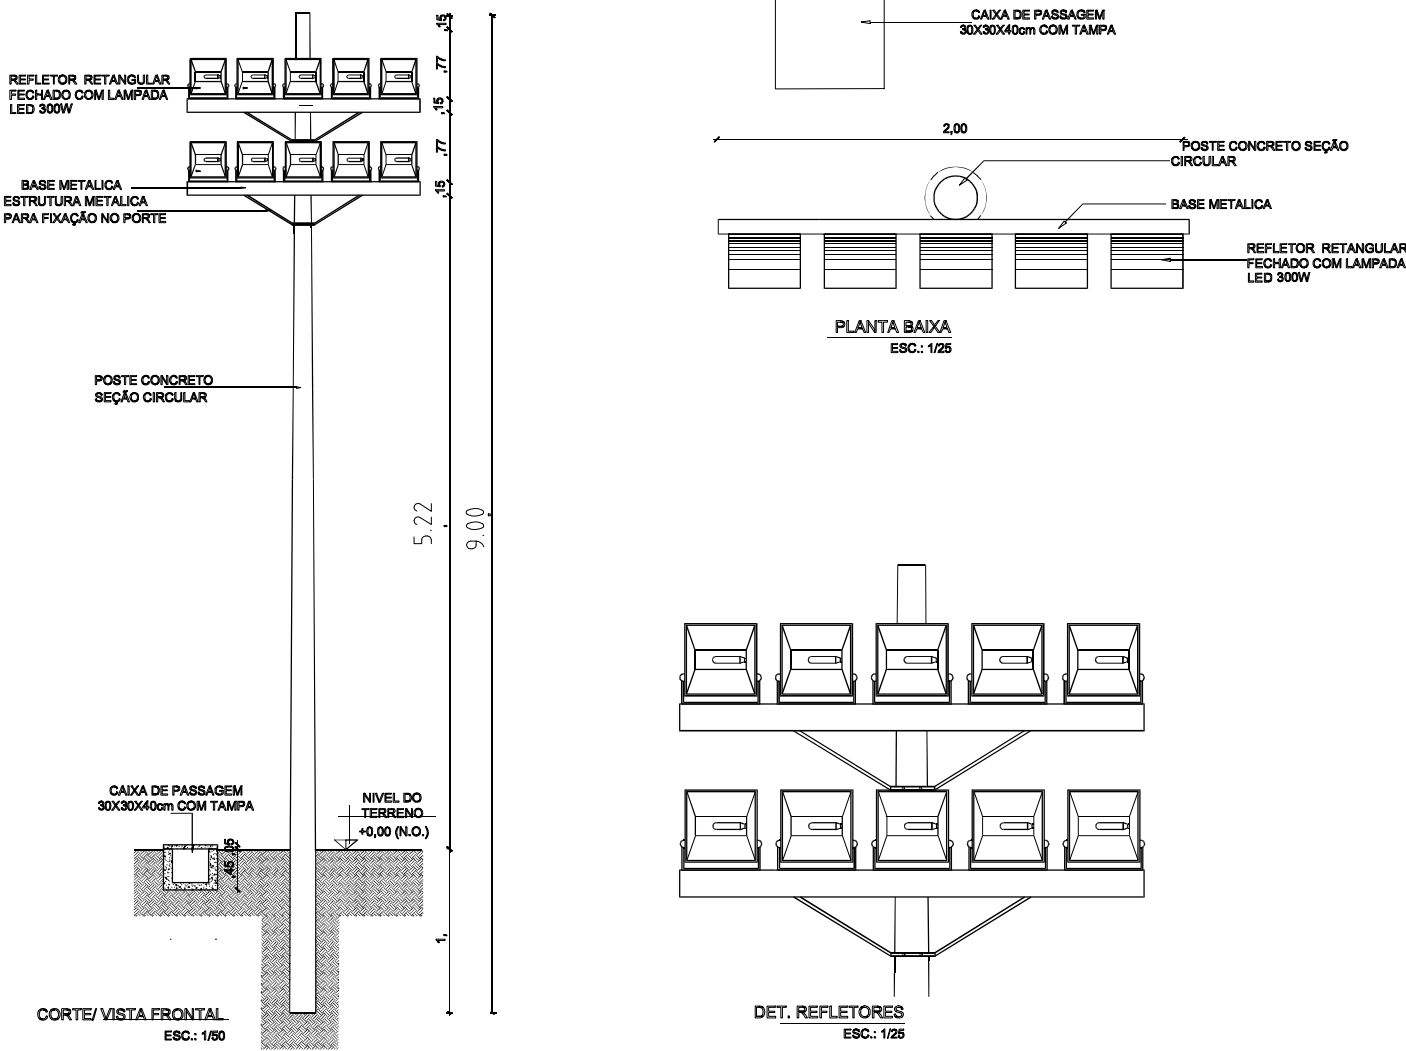 REFLETOR RETANGULAR
FECHADO COM LAMPADA
LED 300W
BASE METALICA
ESTRUTURA METALICA
PARA FIXAÇÃO NO PORTE
POSTE CONCRETO
SEÇÃO CIRCULAR
,15
,77
,15
,77
,15
5.22
9.00
1,
CAIXA DE PASSAGEM
30X30X40cm COM TAMPA
NIVEL DO
TERRENO
+0,00 (N.O.)
,05
,45
CORTE/ VISTA FRONTAL
ESC.: 1/50
CAIXA DE PASSAGEM
30X30X40cm COM TAMPA
2,00
POSTE CONCRETO SEÇÃO
CIRCULAR
BASE METALICA
REFLETOR RETANGULAR
FECHADO COM LAMPADA
LED 300W
PLANTA BAIXA
ESC.: 1/25
DET. REFLETORES
ESC.: 1/25